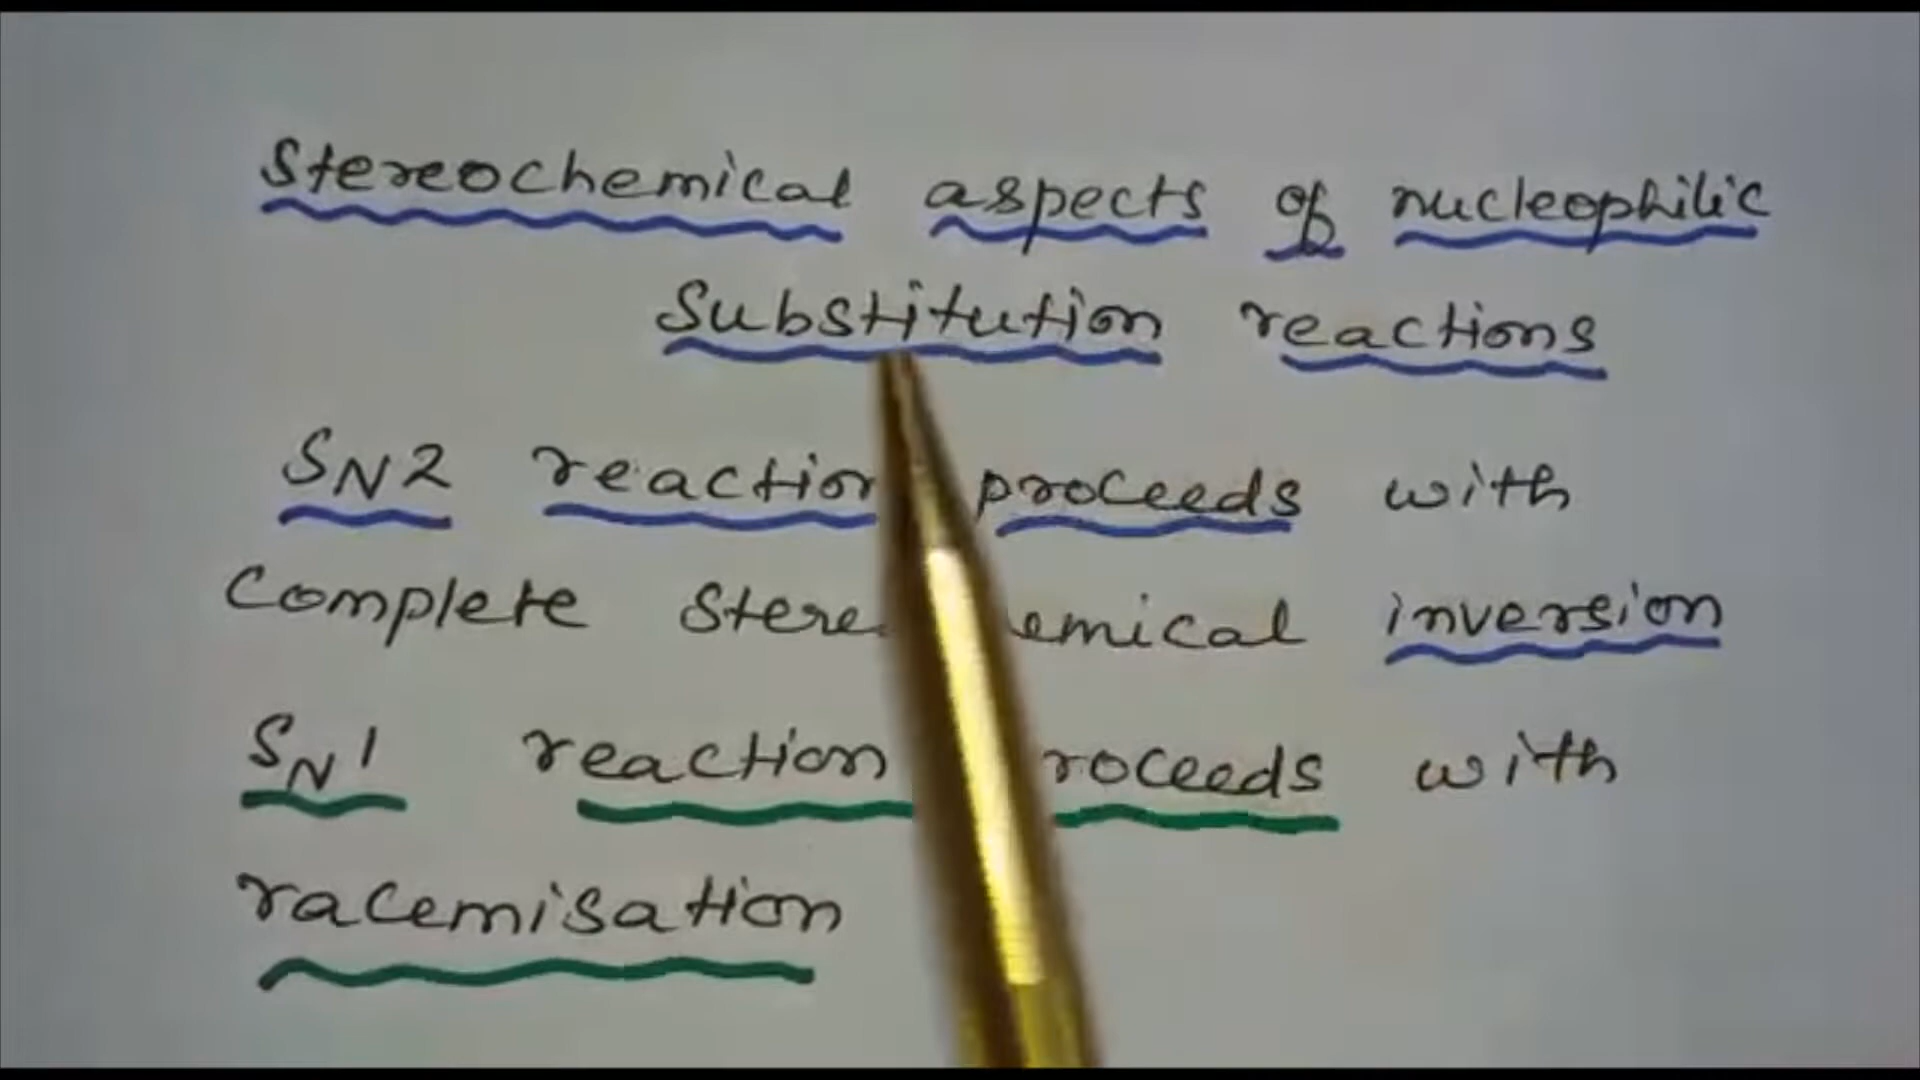 Stereochemical aspects of nucleophilic
Substitution reactions
SN2 reaction proceeds with
Complete inversion
SN1 reaction with
racemisation